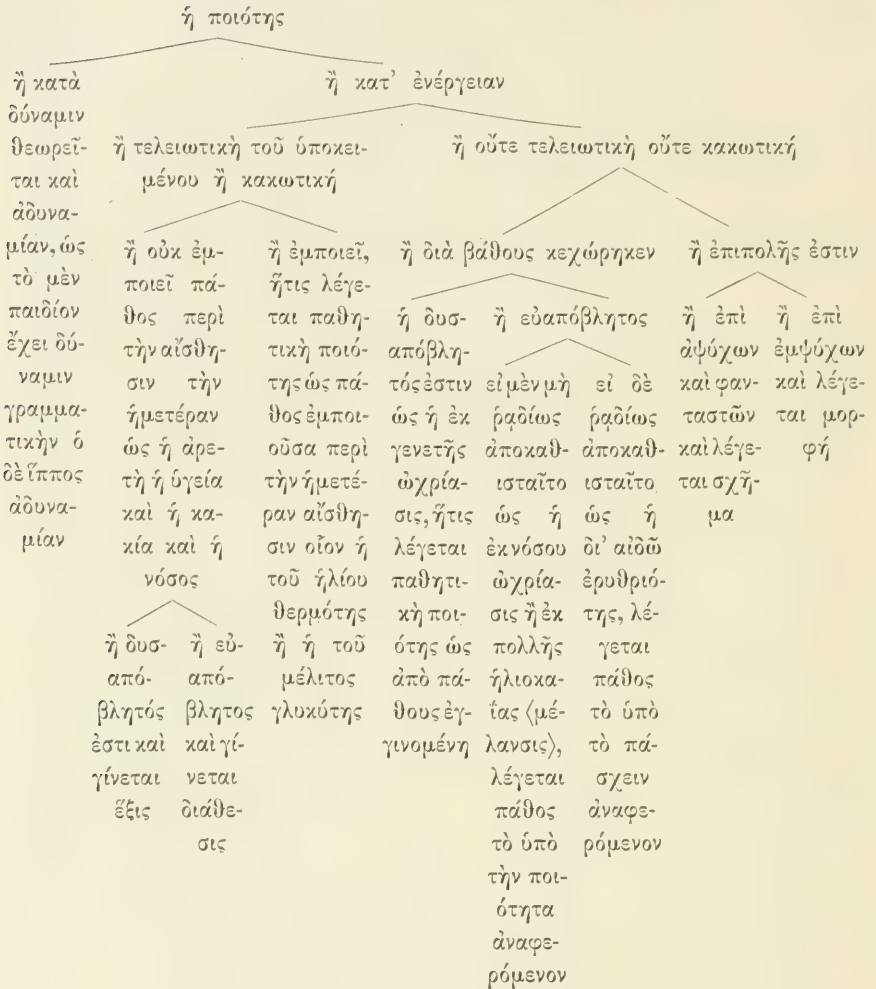 ἡ ποιότης
ἢ κατὰ
δύναμιν
θεωρεῖ-
ται καὶ
ἀδυνα-
μίαν, ὡς
τὸ μὲν
παιδίον
ἔχει δύ-
ναμιν
γραμμα-
τικὴν ὁ
δὲ ἵππος
ἀδυνα-
μίαν
ἢ κατ' ἐνέργειαν
ἢ τελειωτικὴ τοῦ ὑποκει-
μένου ἢ κακωτική
ἢ οὐκ ἐμ-
ποιεῖ πά-
θος περὶ
τὴν αἴσθη-
σιν τὴν
ἡμετέραν
ὡς ἡ ἀρε-
τὴ ἡ ὑγεία
καὶ ἡ κα-
κία καὶ ἡ
νόσος
ἢ δυσ-
από-
βλητός
ἐστι καὶ
γίνεται
ἕξις
ἢ εὐ-
από-
βλητος
καὶ γί-
νεται
διάθε-
σις
ἢ ἐμποιεῖ,
ἥτις λέγε-
ται παθη-
τικὴ ποιό-
της ὡς πά-
θος ἐμποι-
οῦσα περὶ
τὴν ἡμετέ-
ραν αἴσθη-
σιν οἷον ἡ
τοῦ ἡλίου
θερμότης
ἢ ἡ τοῦ
μέλιτος
γλυκύτης
ἢ οὔτε τελειωτικὴ οὔτε κακωτική
ἢ διὰ βάθους κεχώρηκεν
ἡ δυσ-
απόβλη-
τός ἐστιν
ὡς ἡ ἐκ
γενετῆς
ὠχρία-
σις, ἥτις
λέγεται
παθητι-
κὴ ποι-
ότης ὡς
ἀπὸ πά-
θους ἐγ-
γινομένη
ἢ εὐαπόβλητος
εἰ μὲν μὴ
ῥᾳδίως
ἀποκαθ-
ισταῖτο
ὡς ἡ
ἐκ νόσου
ὠχρία-
σις ἢ ἐκ
πολλῆς
ἡλιοκα-
ΐας ⟨μέ-
λανσις⟩,
λέγεται
πάθος
τὸ ὑπὸ
τὴν ποι-
ότητα
ἀναφε-
ρόμενον
εἰ δὲ
ῥᾳδίως
ἀποκαθ-
ισταῖτο
ὡς ἡ
δι' αἰδῶ
ἐρυθριό-
της, λέ-
γεται
πάθος
τὸ ὑπὸ
τὸ πά-
σχειν
ἀναφε-
ρόμενον
ἢ ἐπιπολῆς ἐστιν
ἢ ἐπὶ
ἀψύχων
καὶ φαν-
ταστῶν
καὶ λέγε-
ται σχῆ-
μα
ἢ ἐπὶ
ἐμψύχων
καὶ λέγε-
ται μορ-
φή